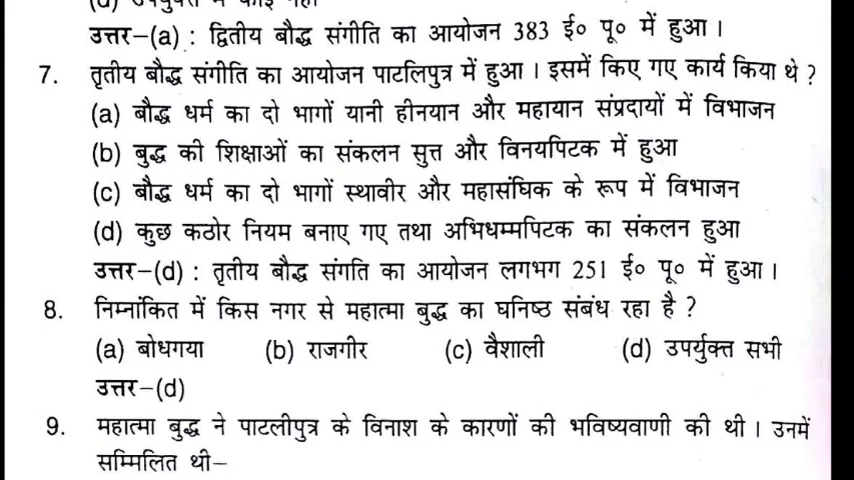 उत्तर–(a) : द्वितीय बौद्ध संगीति का आयोजन 383 ई० पू० में हुआ ।
7. तृतीय बौद्ध संगीति का आयोजन पाटलिपुत्र में हुआ । इसमें किए गए कार्य किया थे ?
(a) बौद्ध धर्म का दो भागों यानी हीनयान और महायान संप्रदायों में विभाजन
(b) बुद्ध की शिक्षाओं का संकलन सुत्त और विनयपिटक में हुआ
(c) बौद्ध धर्म का दो भागों स्थावीर और महासंघिक के रूप में विभाजन
(d) कुछ कठोर नियम बनाए गए तथा अभिधम्मपिटक का संकलन हुआ
उत्तर–(d) : तृतीय बौद्ध संगति का आयोजन लगभग 251 ई० पू० में हुआ ।
8. निम्नांकित में किस नगर से महात्मा बुद्ध का घनिष्ठ संबंध रहा है ?
(a) बोधगया (b) राजगीर (c) वैशाली (d) उपर्युक्त सभी
उत्तर–(d)
9. महात्मा बुद्ध ने पाटलीपुत्र के विनाश के कारणों की भविष्यवाणी की थी । उनमें
सम्मिलित थी–